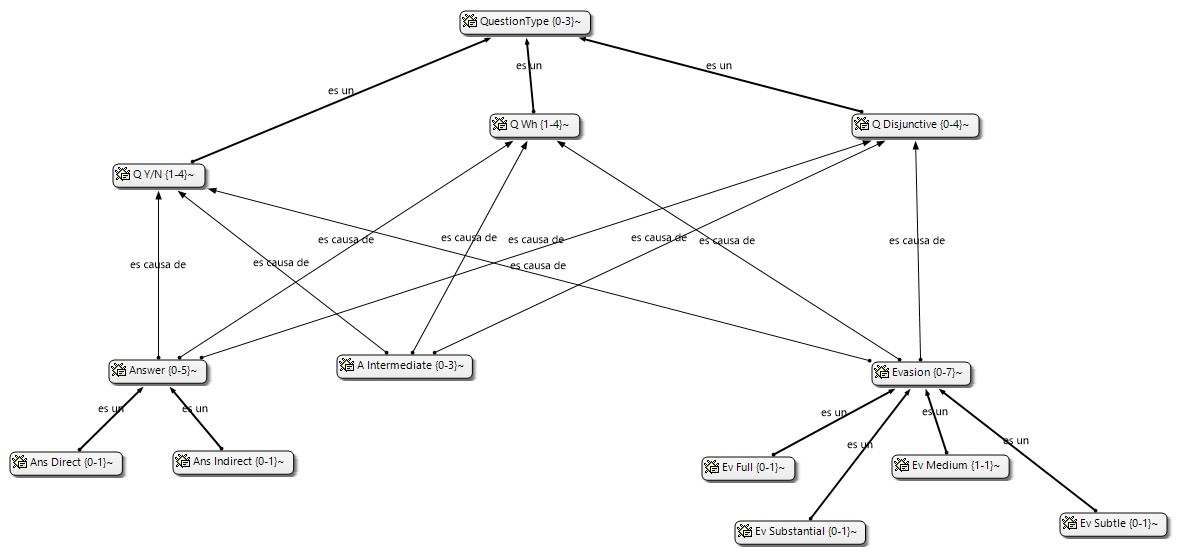 QuestionType {0-3}~
es un
es un
es un
Q Wh {1-4}~
Q Disjunctive {0-4}~
Q Y/N {1-4}~
es causa de
es causa de
es causa de
es causa de
es causa de
es causa de
es causa de
es causa de
es causa de
Answer {0-5}~
A Intermediate {0-3}~
Evasion {0-7}~
es un
es un
es un
es un
es un
es un
Ans Direct {0-1}~
Ans Indirect {0-1}~
Ev Full {0-1}~
Ev Medium {1-1}~
Ev Substantial {0-1}~
Ev Subtle {0-1}~